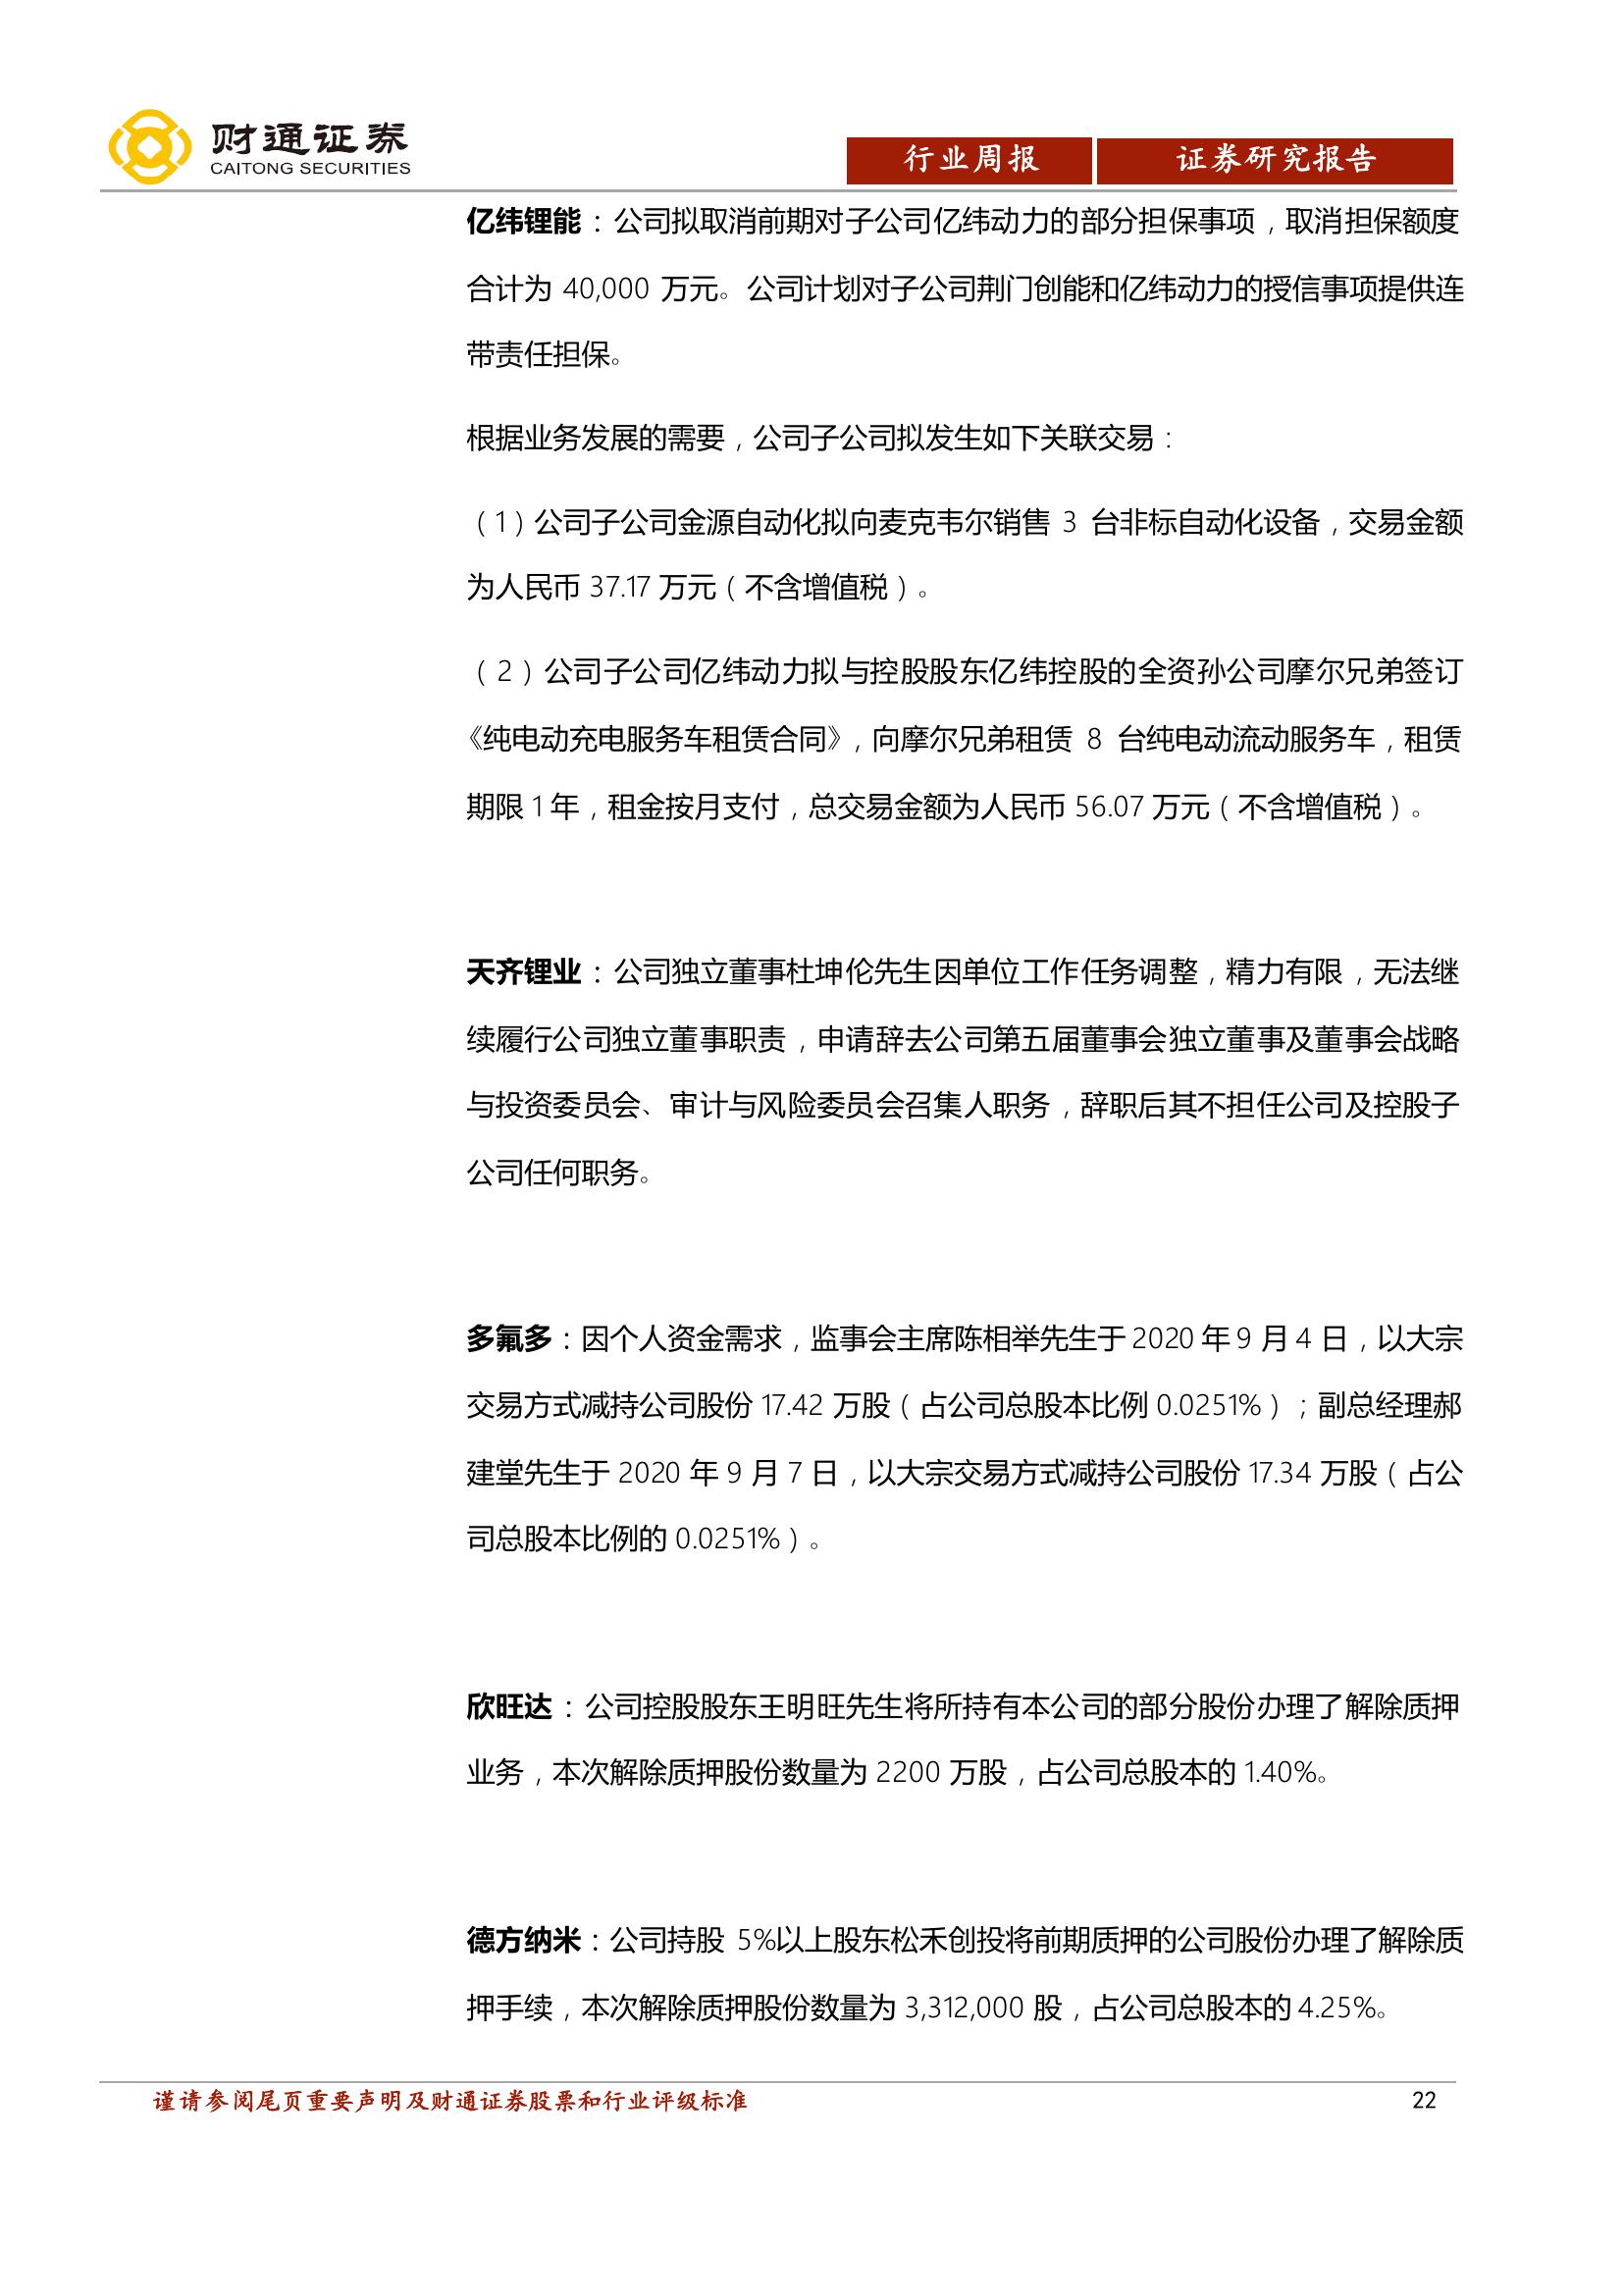 财通证券
CAITONG SECURITIES
行业周报 证券研究报告
亿纬锂能：公司拟取消前期对子公司亿纬动力的部分担保事项，取消担保额度
合计为 40,000 万元。公司计划对子公司荆门创能和亿纬动力的授信事项提供连
带责任担保。
根据业务发展的需要，公司子公司拟发生如下关联交易：
（1）公司子公司金源自动化拟向麦克韦尔销售 3 台非标自动化设备，交易金额
为人民币 37.17 万元（不含增值税）。
（2）公司子公司亿纬动力拟与控股股东亿纬控股的全资孙公司摩尔兄弟签订
《纯电动充电服务车租赁合同》，向摩尔兄弟租赁 8 台纯电动流动服务车，租赁
期限 1 年，租金按月支付，总交易金额为人民币 56.07 万元（不含增值税）。
天齐锂业：公司独立董事杜坤伦先生因单位工作任务调整，精力有限，无法继
续履行公司独立董事职责，申请辞去公司第五届董事会独立董事及董事会战略
与投资委员会、审计与风险委员会召集人职务，辞职后其不担任公司及控股子
公司任何职务。
多氟多：因个人资金需求，监事会主席陈相举先生于 2020 年 9 月 4 日，以大宗
交易方式减持公司股份 17.42 万股（占公司总股本比例 0.0251%）；副总经理郝
建堂先生于 2020 年 9 月 7 日，以大宗交易方式减持公司股份 17.34 万股（占公
司总股本比例的 0.0251%）。
欣旺达：公司控股股东王明旺先生将所持有本公司的部分股份办理了解除质押
业务，本次解除质押股份数量为 2200 万股，占公司总股本的 1.40%。
德方纳米：公司持股 5%以上股东松禾创投将前期质押的公司股份办理了解除质
押手续，本次解除质押股份数量为 3,312,000 股，占公司总股本的 4.25%。
谨请参阅尾页重要声明及财通证券股票和行业评级标准 22